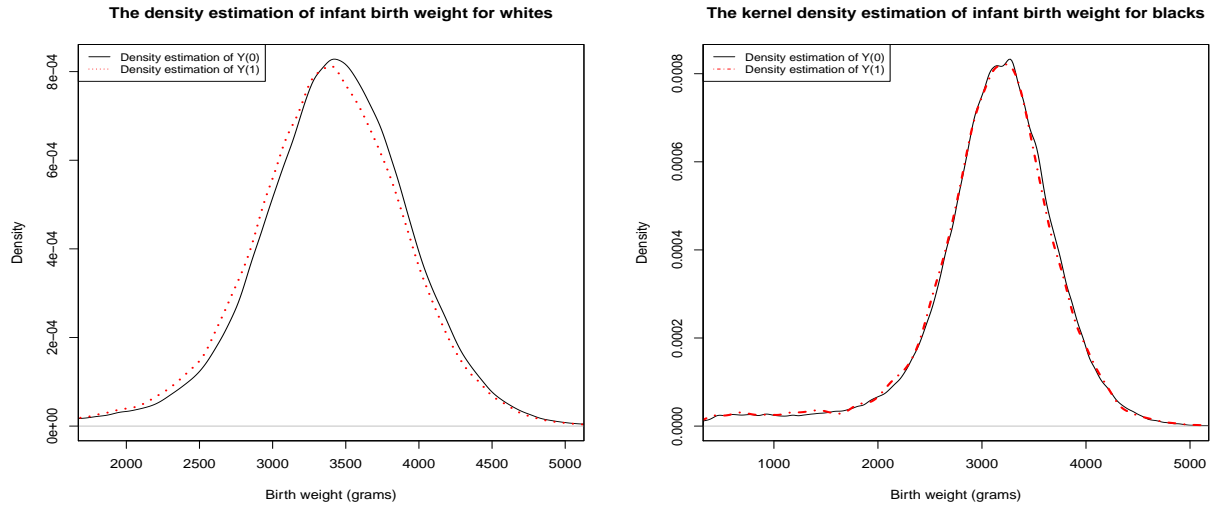 The density estimation of infant birth weight for whites
Density estimation of Y(0)
Density estimation of Y(1)
Density
0e+00
2e−04
4e−04
6e−04
8e−04
2000
2500
3000
3500
4000
4500
5000
Birth weight (grams)
The kernel density estimation of infant birth weight for blacks
Density estimation of Y(0)
Density estimation of Y(1)
Density
0.0000
0.0002
0.0004
0.0006
0.0008
1000
2000
3000
4000
5000
Birth weight (grams)